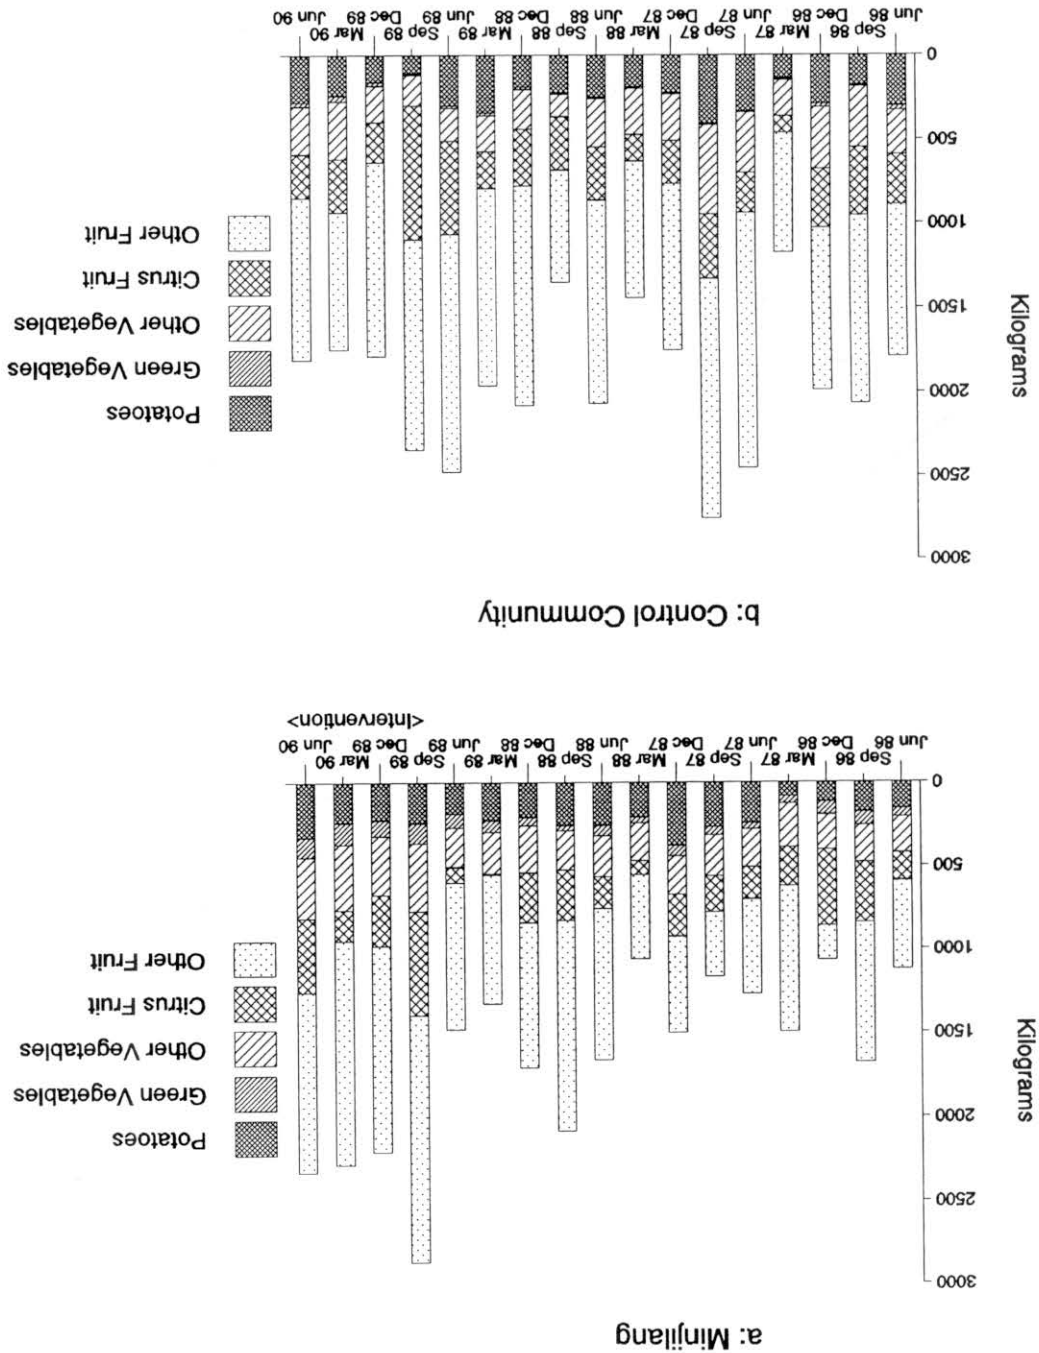 a: Minjilang
Kilograms
3000
2500
2000
1500
1000
500
0
Jun 86
Sep 86
Dec 86
Mar 87
Jun 87
Sep 87
Dec 87
Mar 88
Jun 88
Sep 88
Dec 88
Mar 89
Jun 89
Sep 89
Dec 89
Mar 90
Jun 90
<Intervention>
Potatoes
Green Vegetables
Other Vegetables
Citrus Fruit
Other Fruit
b: Control Community
Kilograms
3000
2500
2000
1500
1000
500
0
Jun 86
Sep 86
Dec 86
Mar 87
Jun 87
Sep 87
Dec 87
Mar 88
Jun 88
Sep 88
Dec 88
Mar 89
Jun 89
Sep 89
Dec 89
Mar 90
Jun 90
Potatoes
Green Vegetables
Other Vegetables
Citrus Fruit
Other Fruit